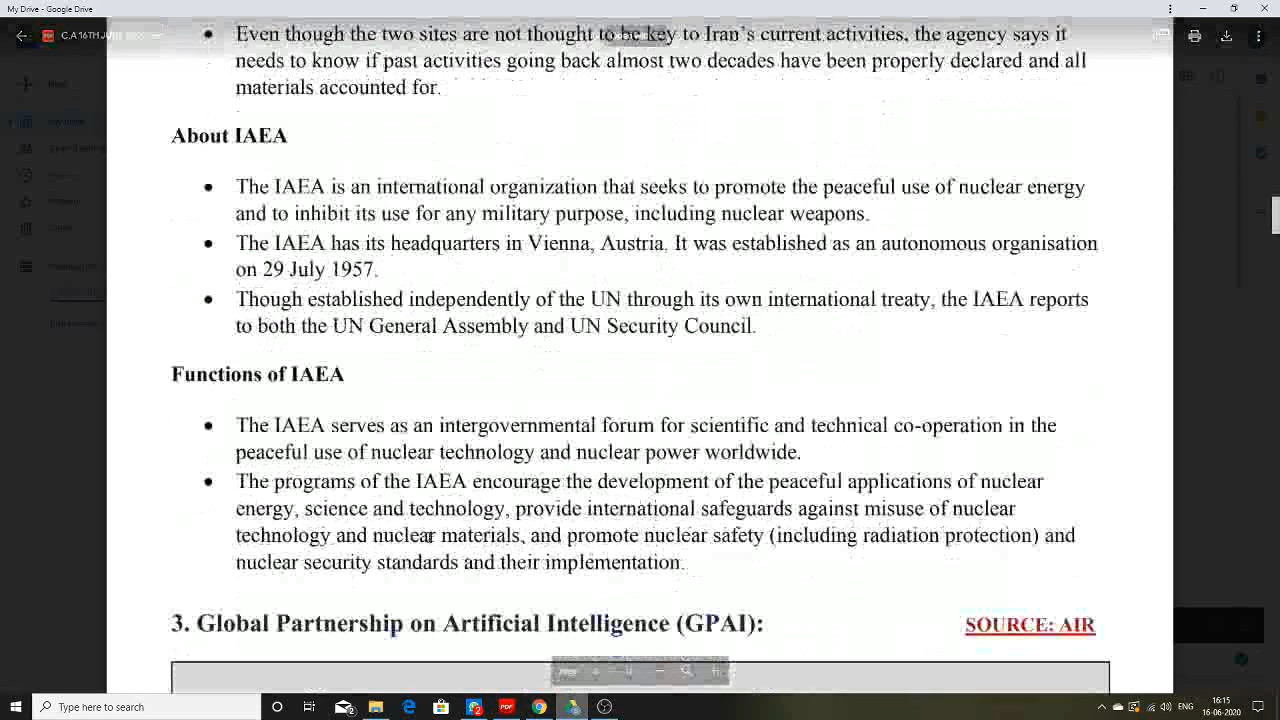 My Drive - Google Drive
C.A 16TH JUNE
Even though the two sites are not thought to be key to Iran's current activities, the agency says it
needs to know if past activities going back almost two decades have been properly declared and all
materials accounted for.
About IAEA
The IAEA is an international organization that seeks to promote the peaceful use of nuclear energy
and to inhibit its use for any military purpose, including nuclear weapons.
The IAEA has its headquarters in Vienna, Austria. It was established as an autonomous organisation
on 29 July 1957.
Though established independently of the UN through its own international treaty, the IAEA reports
to both the UN General Assembly and UN Security Council.
Functions of IAEA
The IAEA serves as an intergovernmental forum for scientific and technical co-operation in the
peaceful use of nuclear technology and nuclear power worldwide.
The programs of the IAEA encourage the development of the peaceful applications of nuclear
energy, science and technology, provide international safeguards against misuse of nuclear
technology and nuclear materials, and promote nuclear safety (including radiation protection) and
nuclear security standards and their implementation.
3. Global Partnership on Artificial Intelligence (GPAI):
SOURCE: AIR
Type here to search
16:15
16-06-2020